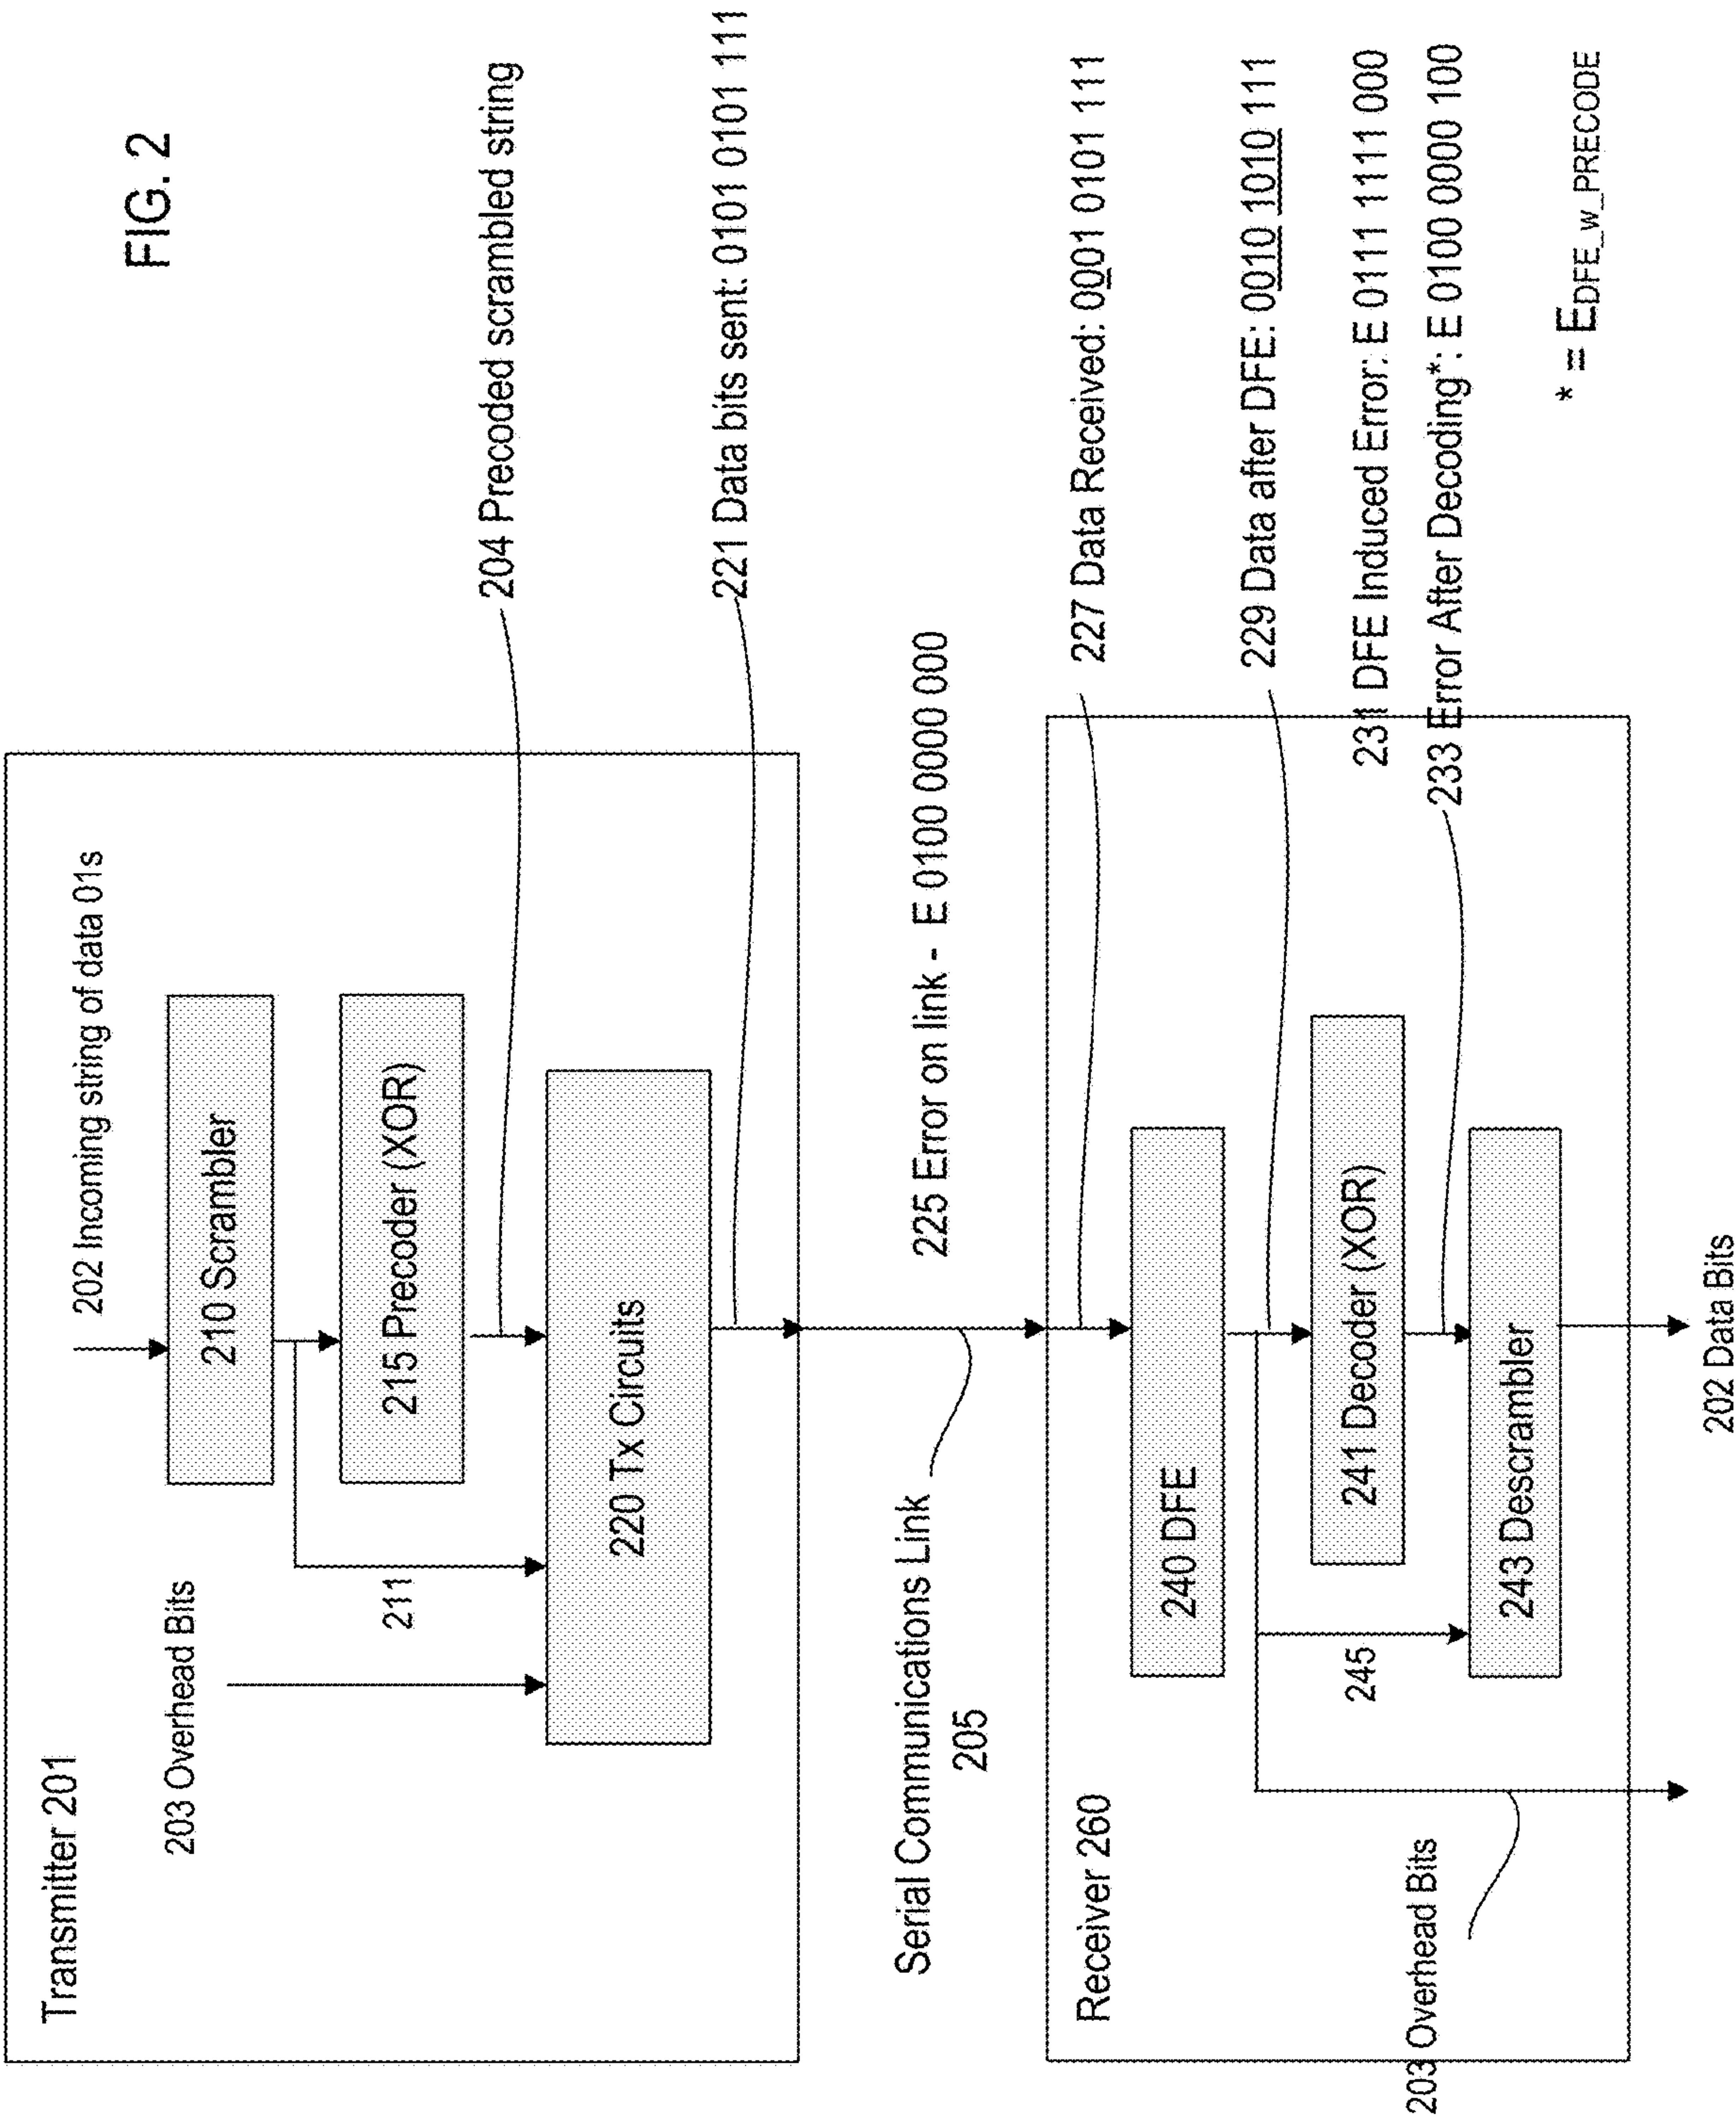 FIG. 2
Transmitter 201
202 Incoming string of data 01s
203 Overhead Bits
210 Scrambler
211
215 Precoder (XOR)
204 Precoded scrambled string
220 Tx Circuits
221 Data bits sent: 0101 0101 111
Serial Communications Link
205
225 Error on link - E 0100 0000 000
Receiver 260
227 Data Received: 0001 0101 111
240 DFE
229 Data after DFE: 0010 1010 111
241 Decoder (XOR)
231 DFE Induced Error: E 0111 1111 000
245
233 Error After Decoding*: E 0100 0000 100
243 Descrambler
203 Overhead Bits
* = EDFE_w_PRECODE
202 Data Bits